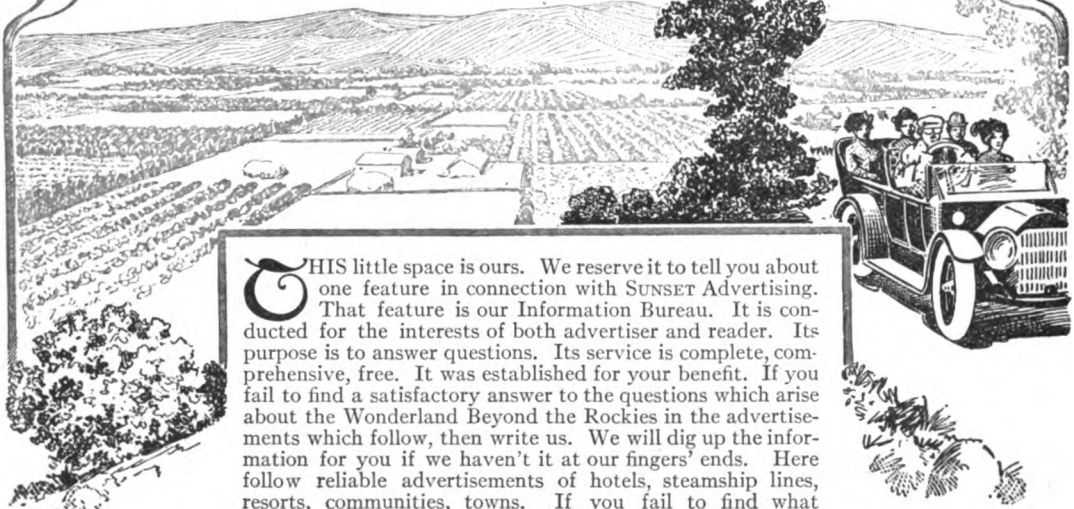 THIS little space is ours. We reserve it to tell you about
one feature in connection with SUNSET Advertising.
That feature is our Information Bureau. It is con-
ducted for the interests of both advertiser and reader. Its
purpose is to answer questions. Its service is complete, com-
prehensive, free. It was established for your benefit. If you
fail to find a satisfactory answer to the questions which arise
about the Wonderland Beyond the Rockies in the advertise-
ments which follow, then write us. We will dig up the infor-
mation for you if we haven't it at our fingers' ends. Here
follow reliable advertisements of hotels, steamship lines,
resorts, communities, towns. If you fail to find what